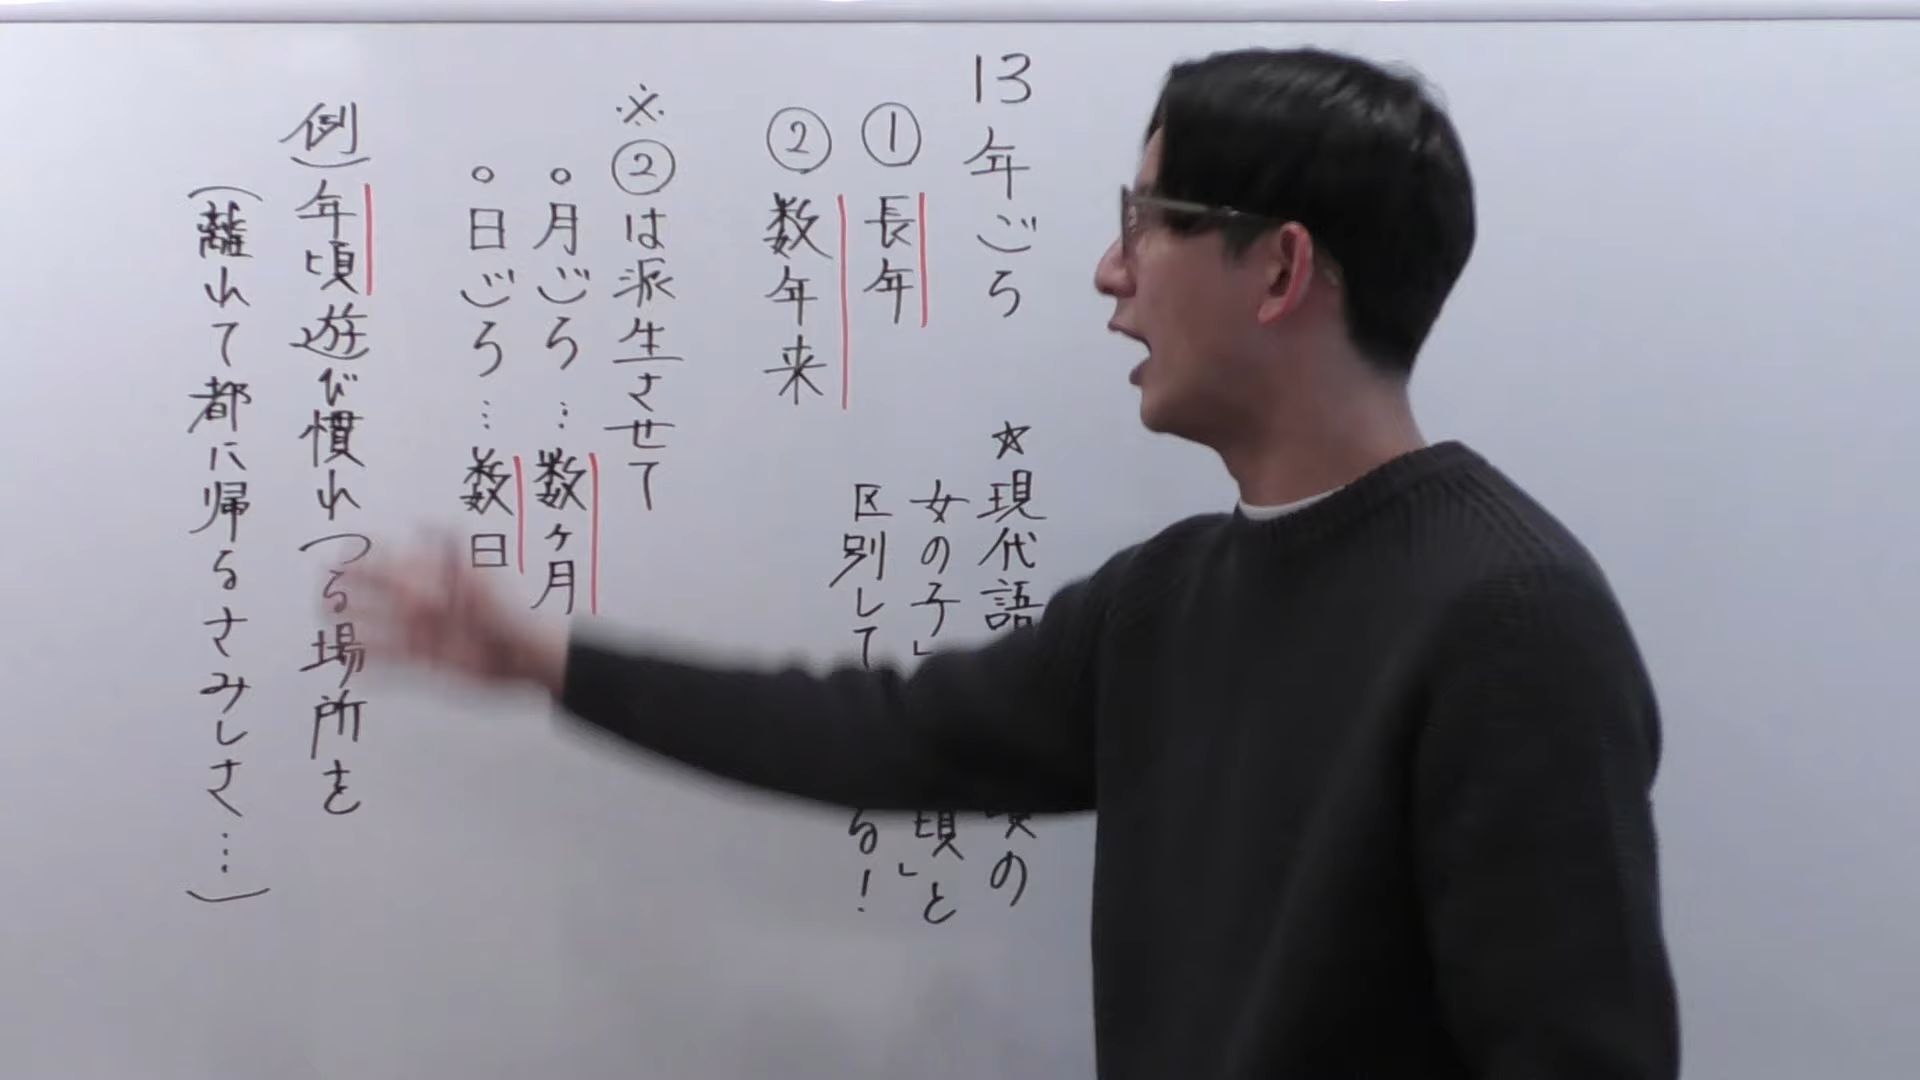 13年ごろ
①長年
②数年来
☆現代語 頃の
女の子」 頃」と
区別して る！
※②は派生させて
○月ごろ…数ヶ月
○日ごろ…数日
例）年頃遊び慣れつる場所を
（離れて都に帰るさみしさ…）